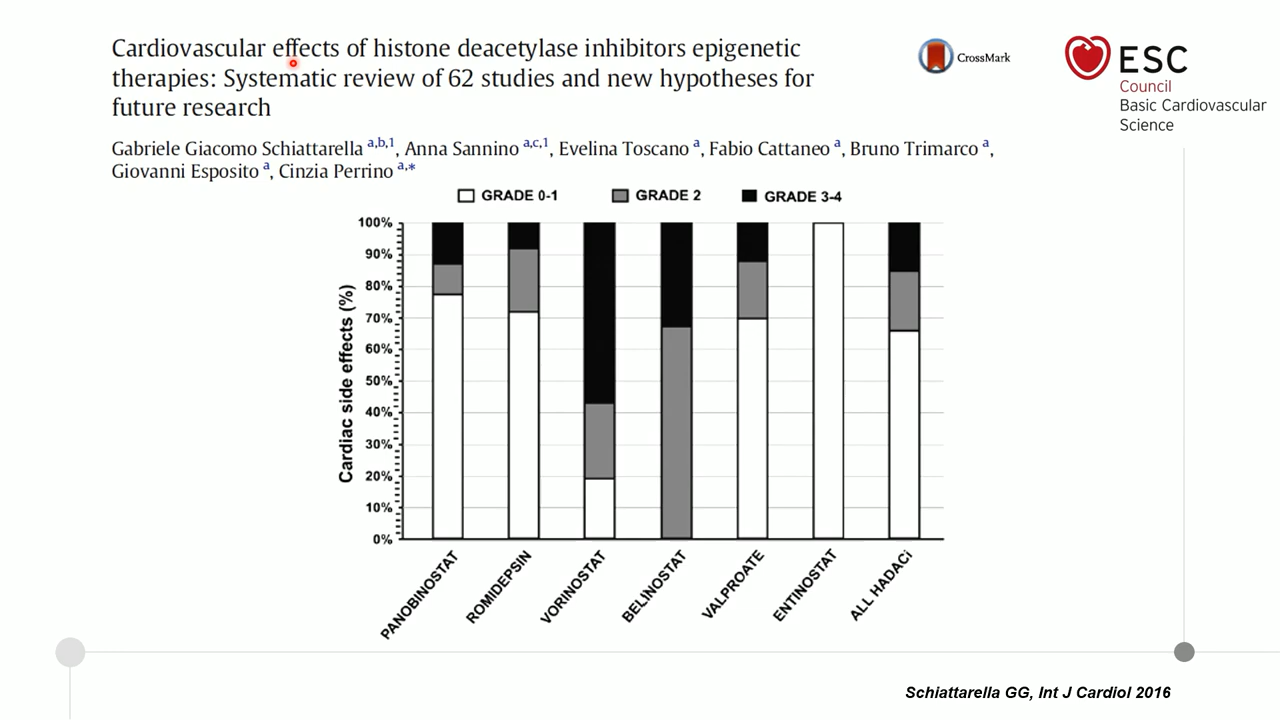 Cardiovascular effects of histone deacetylase inhibitors epigenetic
therapies: Systematic review of 62 studies and new hypotheses for
future research
CrossMark
ESC
Council
Basic Cardiovascular
Science
Gabriele Giacomo Schiattarella a,b,1, Anna Sannino a,c,1, Evelina Toscano a, Fabio Cattaneo a, Bruno Trimarco a,
Giovanni Esposito a, Cinzia Perrino a,*
GRADE 0-1 GRADE 2 GRADE 3-4
Cardiac side effects (%)
100%
90%
80%
70%
60%
50%
40%
30%
20%
10%
0%
PANOBINOSTAT
ROMIDEPSIN
VORINOSTAT
BELINOSTAT
VALPROATE
ENTINOSTAT
ALL HADACi
Schiattarella GG, Int J Cardiol 2016